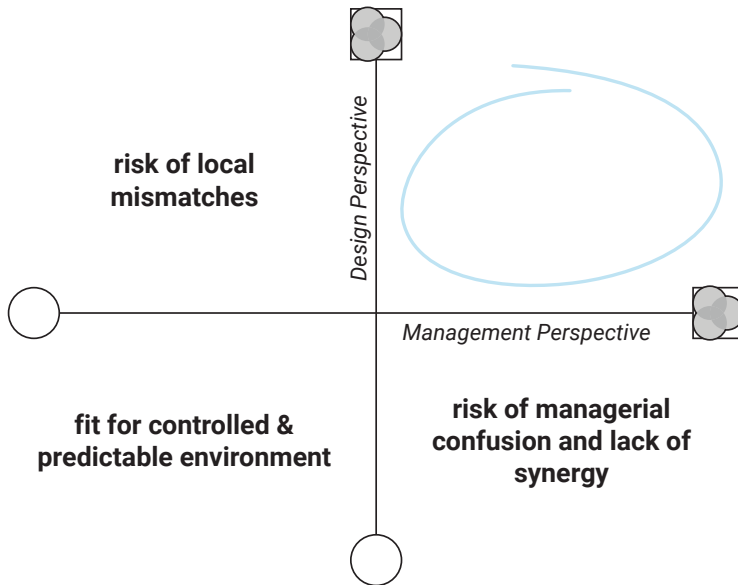 risk of local
mismatches
Design Perspective
Management Perspective
fit for controlled &
predictable environment
risk of managerial
confusion and lack of
synergy